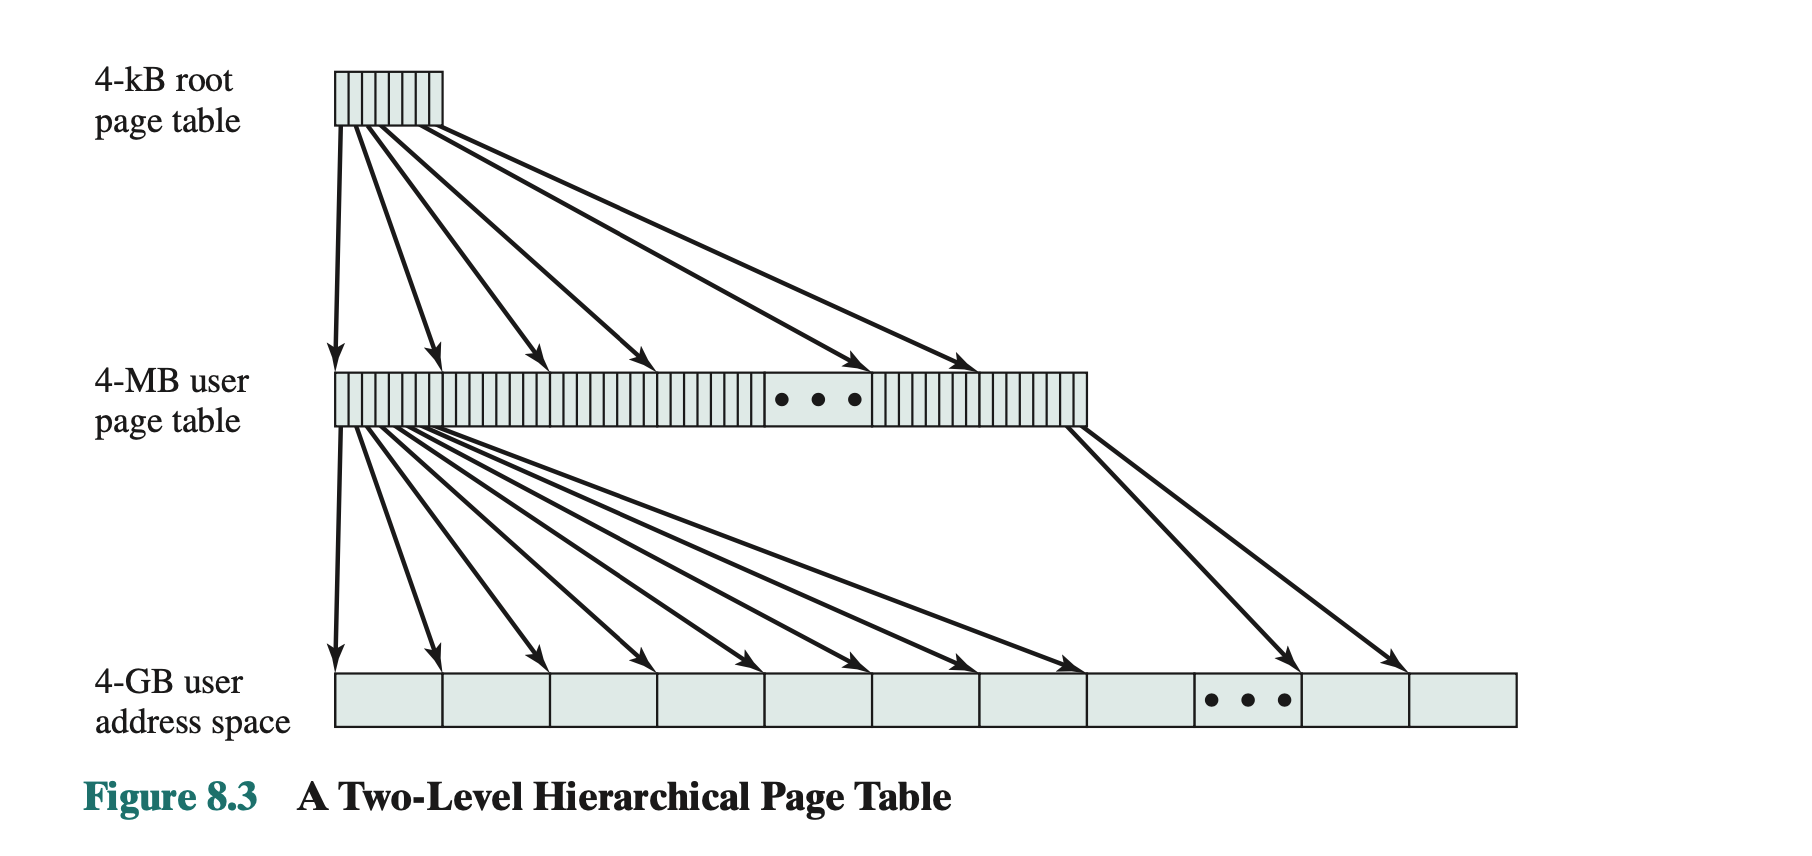 4-kB root
page table
4-MB user
page table
• • •
4-GB user
address space
• • •
Figure 8.3 A Two-Level Hierarchical Page Table